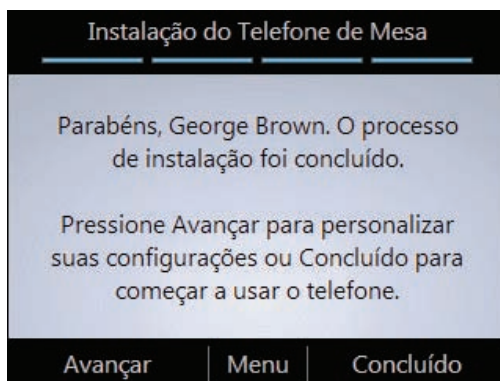 Instalação do Telefone de Mesa
Parabéns, George Brown. O processo
de instalação foi concluído.
Pressione Avançar para personalizar
suas configurações ou Concluído para
começar a usar o telefone.
Avançar Menu Concluído